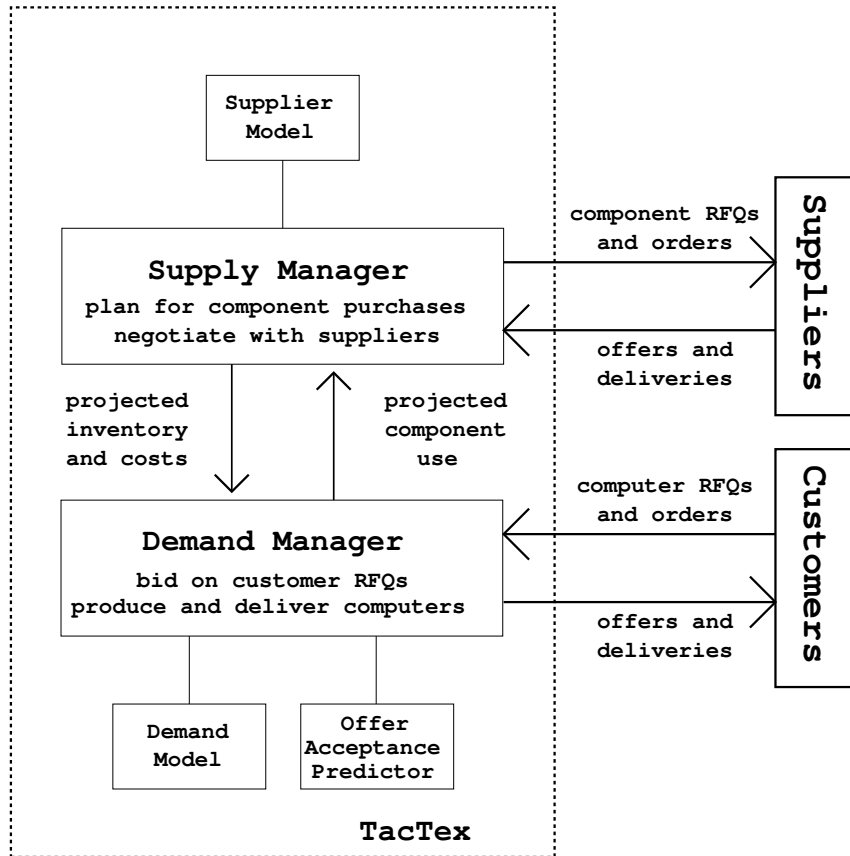 Supplier
Model
Supply Manager
plan for component purchases
negotiate with suppliers
component RFQs
and orders
offers and
deliveries
Suppliers
projected
inventory
and costs
projected
component
use
Demand Manager
bid on customer RFQs
produce and deliver computers
computer RFQs
and orders
offers and
deliveries
Customers
Demand
Model
Offer
Acceptance
Predictor
TacTex